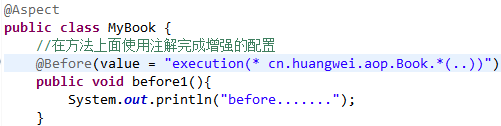 @Aspect
public class MyBook {
//在方法上面使用注解完成增强的配置
@Before(value = "execution(* cn.huangwei.aop.Book.*(..))")
public void before1(){
System.out.println("before.......");
}